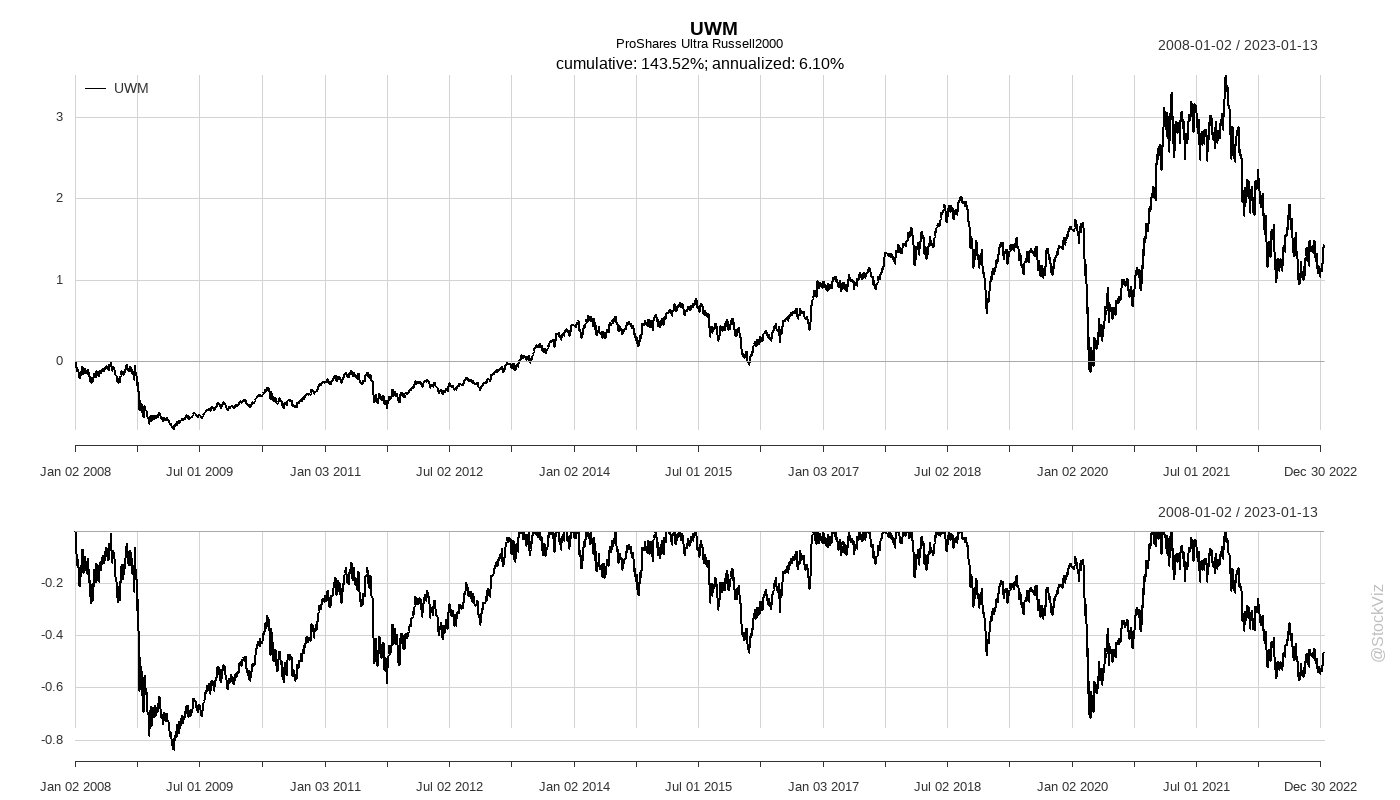 UWM
ProShares Ultra Russell2000
2008-01-02 / 2023-01-13
cumulative: 143.52%; annualized: 6.10%
UWM
3
2
1
0
Jan 02 2008 Jul 01 2009 Jan 03 2011 Jul 02 2012 Jan 02 2014 Jul 01 2015 Jan 03 2017 Jul 02 2018 Jan 02 2020 Jul 01 2021 Dec 30 2022
2008-01-02 / 2023-01-13
-0.2
-0.4
-0.6
-0.8
Jan 02 2008 Jul 01 2009 Jan 03 2011 Jul 02 2012 Jan 02 2014 Jul 01 2015 Jan 03 2017 Jul 02 2018 Jan 02 2020 Jul 01 2021 Dec 30 2022
@StockViz